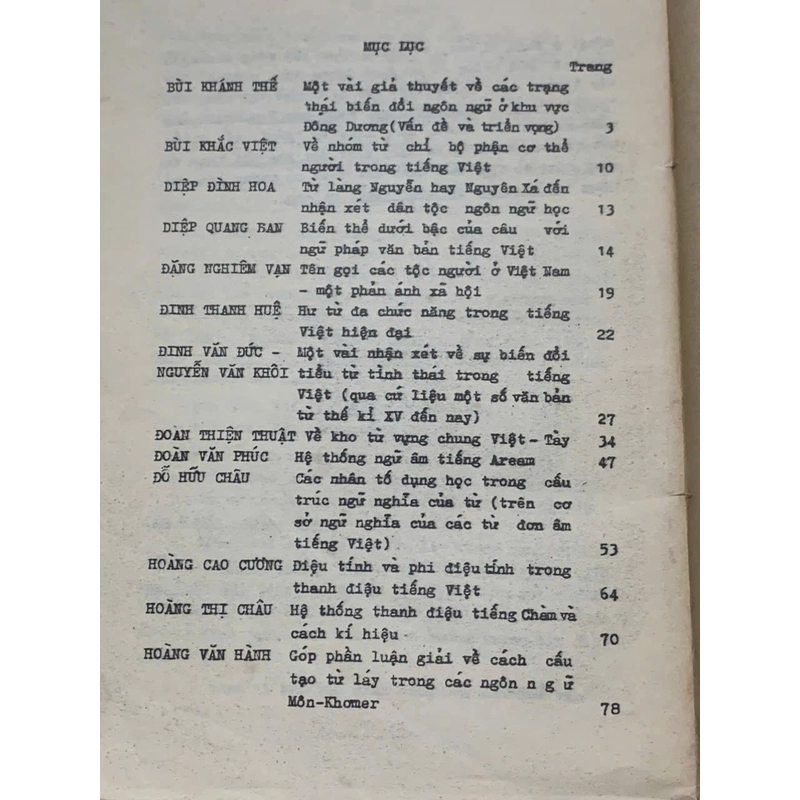 MỤC LỤC
Trang
BÙI KHÁNH THẾ Một vài giả thuyết về các trạng
thái biến đổi ngôn ngữ ở khu vực
Đông Dương(Vấn đề và triển vọng) 3
BÙI KHẮC VIỆT Về nhóm từ chỉ bộ phận cơ thể
người trong tiếng Việt 10
DIỆP ĐÌNH HOA Từ làng Nguyễn hay Nguyên Xá đến
nhận xét dân tộc ngôn ngữ học 13
DIỆP QUANG BAN Biến thể dưới bậc của câu với
ngữ pháp văn bản tiếng Việt 14
ĐẶNG NGHIÊM VẠN Tên gọi các tộc người ở Việt Nam
- một phản ánh xã hội 19
ĐINH THANH HUỆ Hư từ đa chức năng trong tiếng
Việt hiện đại 22
ĐINH VĂN ĐỨC - Một vài nhận xét về sự biến đổi
NGUYỄN VĂN KHÔI tiểu từ tình thái trong tiếng
Việt (qua cứ liệu một số văn bản
từ thế kỉ XV đến nay) 27
ĐOÀN THIỆN THUẬT Về kho từ vựng chung Việt-Tày 34
ĐOÀN VĂN PHÚC Hệ thống ngữ âm tiếng Aream 47
ĐỖ HỮU CHÂU Các nhân tố dụng học trong cấu
trúc ngữ nghĩa của từ (trên cơ
sở ngữ nghĩa của các từ đơn âm
tiếng Việt) 53
HOÀNG CAO CƯƠNG Điệu tính và phi điệu tính trong
thanh điệu tiếng Việt 64
HOÀNG THỊ CHÂU Hệ thống thanh điệu tiếng Chàm và
cách kí hiệu 70
HOÀNG VĂN HÀNH Góp phần luận giải về cách cấu
tạo từ láy trong các ngôn n g ữ
Môn-Khơmer 78